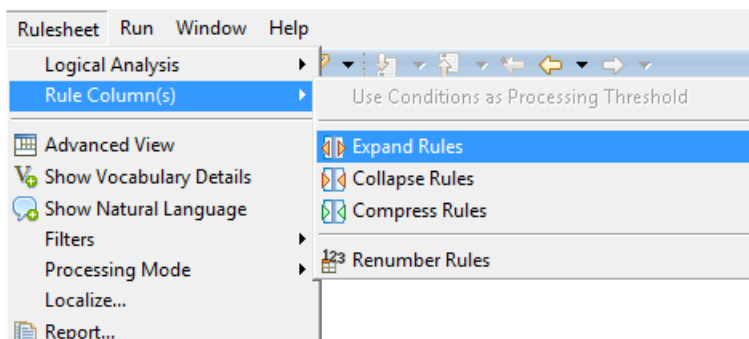 Rulesheet Run Window Help
Logical Analysis
Rule Column(s)
Use Conditions as Processing Threshold
Advanced View
Expand Rules
Show Vocabulary Details
Collapse Rules
Show Natural Language
Compress Rules
Filters
Processing Mode
123 Renumber Rules
Localize...
Report...